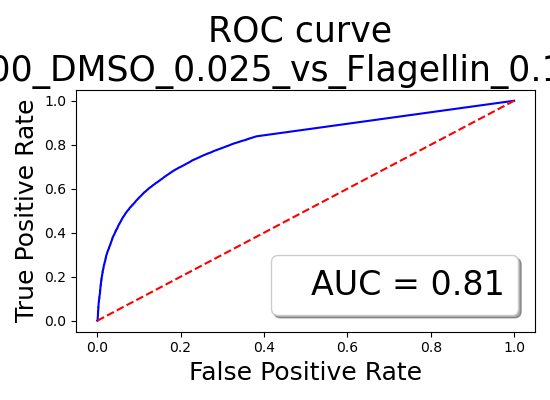 ROC curve
00_DMSO_0.025_vs_Flagellin_0.1
True Positive Rate
1.0
0.8
0.6
0.4
0.2
0.0
AUC = 0.81
0.0 0.2 0.4 0.6 0.8 1.0
False Positive Rate